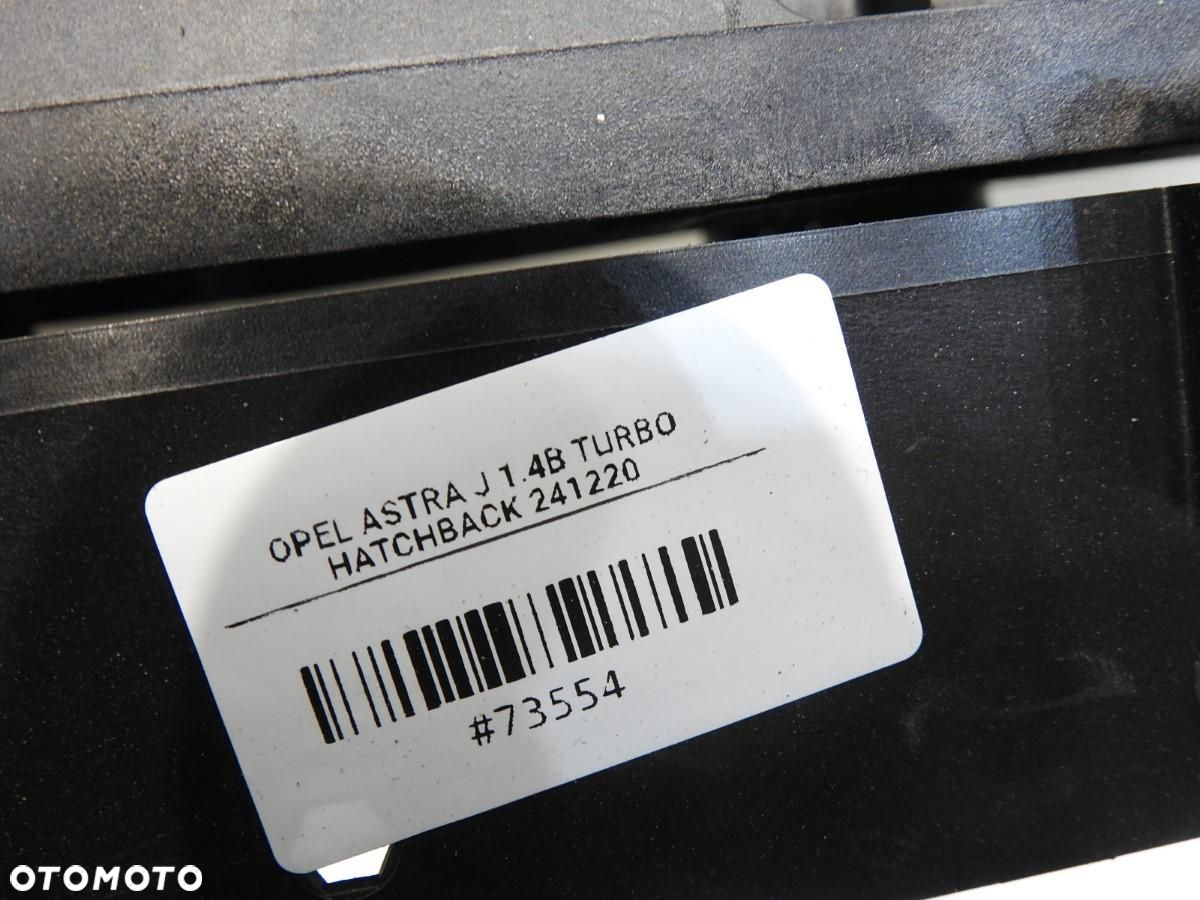 OPEL ASTRA J 1.4B TURBO
HATCHBACK 241220
#73554
OTOMOTO